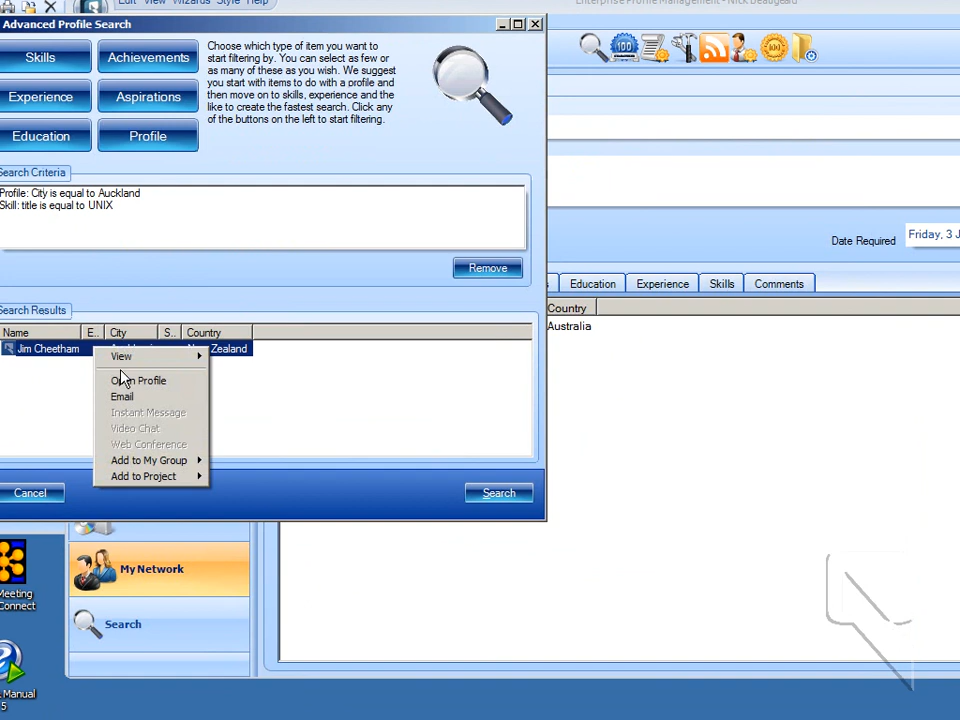 Edit View Wizards Style Help
Enterprise Profile Management - Nick Beaugeard
Advanced Profile Search
Skills
Achievements
Experience
Aspirations
Education
Profile
Choose which type of item you want to
start filtering by. You can select as few or
as many of these as you wish. We suggest
you start with items to do with a profile and
then move on to skills, experience and the
like to create the fastest search. Click any
of the buttons on the left to start filtering.
100
100
Search Criteria
Profile: City is equal to Auckland
Skill: title is equal to UNIX
Remove
Date Required
Friday, 3 J
Education
Experience
Skills
Comments
Country
Australia
Search Results
Name E.. City S.. Country
Jim Cheetham
Zealand
View
Open Profile
Email
Instant Message
Video Chat
Web Conference
Add to My Group
Add to Project
Cancel
Search
My Network
Search
Meeting
Connect
Manual
5